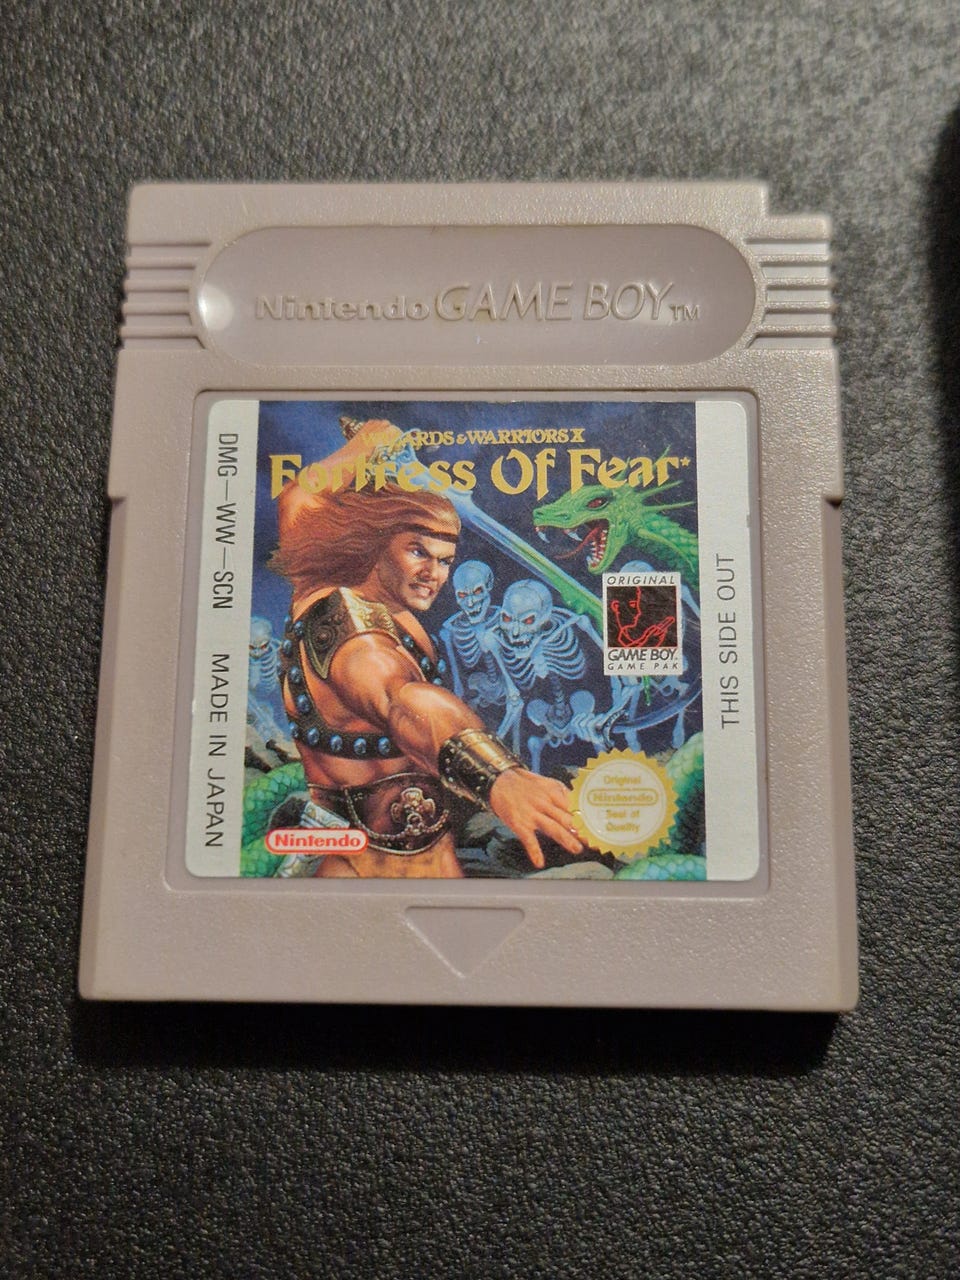 Nintendo GAME BOY TM
WIZARDS & WARRIORS X
Fortress Of Fear*
DMG-WW-SCN MADE IN JAPAN
ORIGINAL
GAME BOY
GAME PAK
THIS SIDE OUT
Original
Nintendo
Seal of
Quality
Nintendo